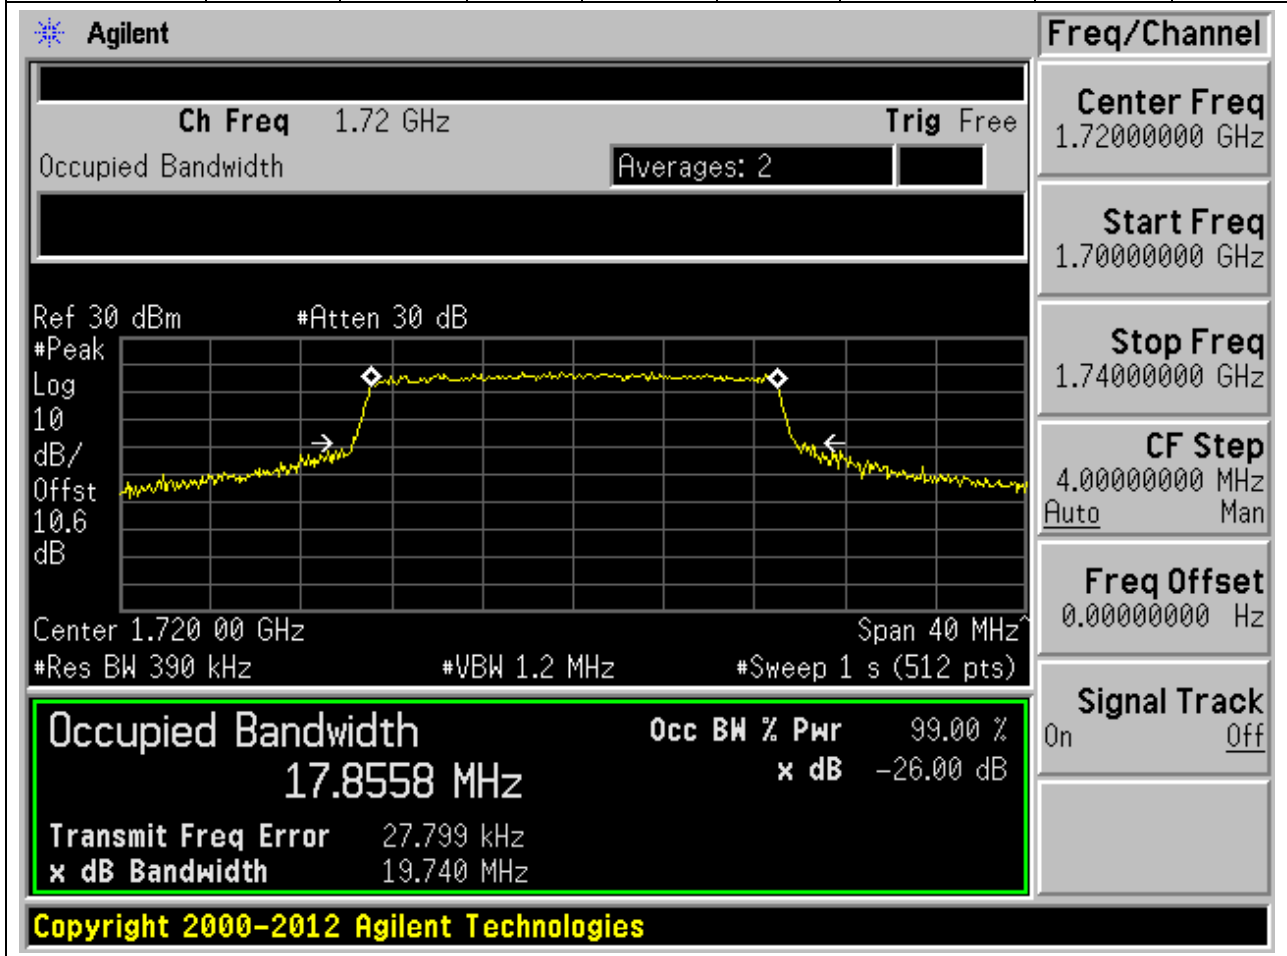 Agilent
Freq/Channel
Ch Freq 1.72 GHz Trig Free
Occupied Bandwidth Averages: 2
Center Freq
1.72000000 GHz
Start Freq
1.70000000 GHz
Stop Freq
1.74000000 GHz
CF Step
4.00000000 MHz
Auto Man
Freq Offset
0.00000000 Hz
Signal Track
On Off
Ref 30 dBm #Atten 30 dB
#Peak
Log
10
dB/
Offst
10.6
dB
Center 1.720 00 GHz Span 40 MHz^
#Res BW 390 kHz #VBW 1.2 MHz #Sweep 1 s (512 pts)
Occupied Bandwidth Occ BW % Pwr 99.00 %
17.8558 MHz x dB -26.00 dB
Transmit Freq Error 27.799 kHz
x dB Bandwidth 19.740 MHz
Copyright 2000-2012 Agilent Technologies